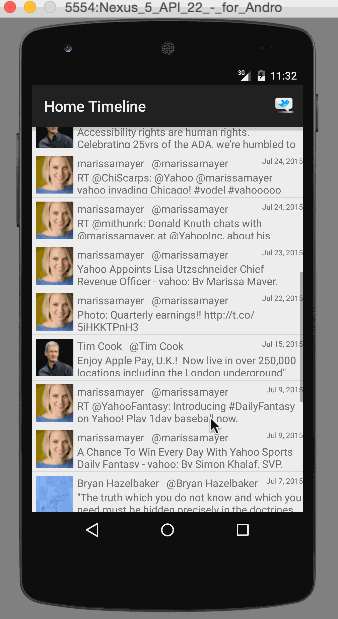 5554:Nexus_5_API_22_-_for_Andro
3G 11:32
Home Timeline
Accessibility rights are human rights.
Celebrating 25yrs of the ADA, we're humbled to
marissamayer @marissamayer Jul 24, 2015
RT @ChiScarps: @Yahoo @marissamayer
yahoo invading Chicago! #yodel #vahooooo
marissamayer @marissamayer Jul 24, 2015
RT @mithunrk: Donald Knuth chats with
@marissamayer, at @YahooInc, about his
marissamayer @marissamayer Jul 23, 2015
Yahoo Appoints Lisa Utzschneider Chief
Revenue Officer - yahoo: By Marissa Mayer,
marissamayer @marissamayer Jul 22, 2015
Photo: Quarterly earnings!! http://t.co/
5iHKKTPnH3
Tim Cook @Tim Cook Jul 15, 2015
Enjoy Apple Pay, U.K.! Now live in over 250,000
locations including the London underground"
marissamayer @marissamayer Jul 9, 2015
RT @YahooFantasy: Introducing #DailyFantasy
on Yahoo! Play 1day baseball now,
marissamayer @marissamayer Jul 9, 2015
A Chance To Win Every Day With Yahoo Sports
Daily Fantasy - yahoo: By Simon Khalaf, SVP,
Bryan Hazelbaker @Bryan Hazelbaker Jul 7, 2015
"The truth which you do not know and which you
need must be hidden precisely in the doctrines